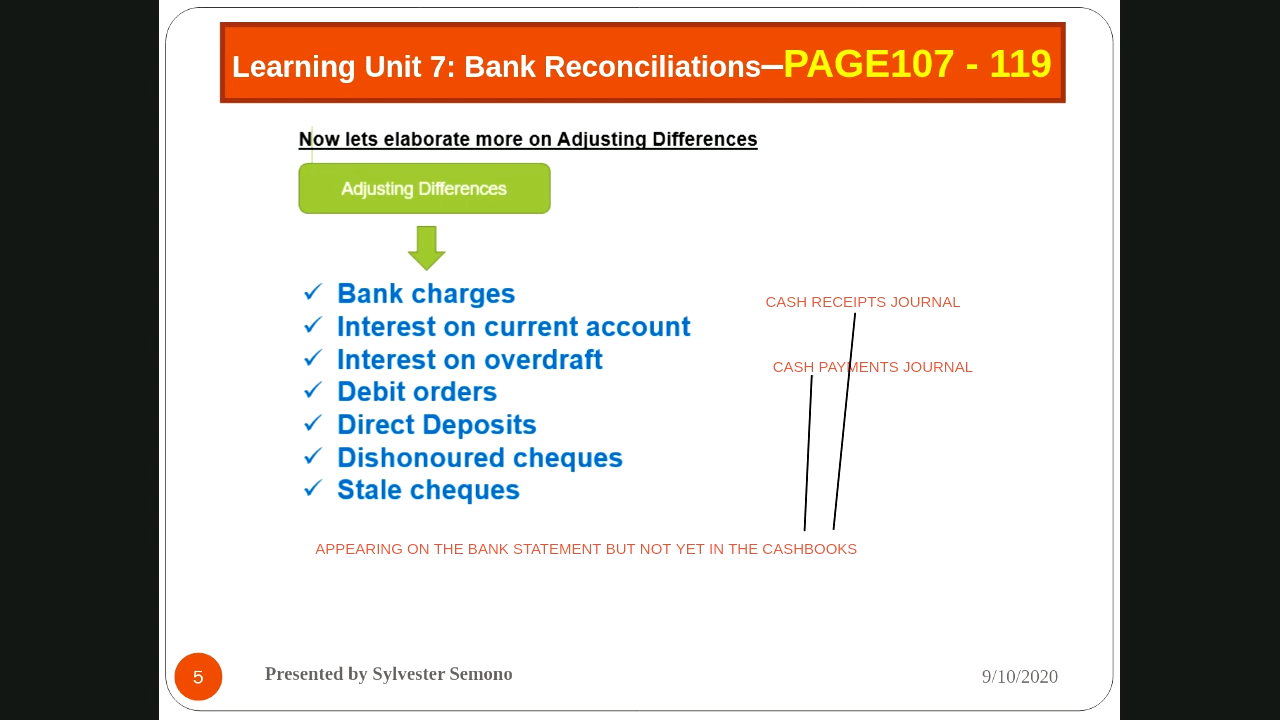 Learning Unit 7: Bank Reconciliations–PAGE107 - 119
Now lets elaborate more on Adjusting Differences
Adjusting Differences
✓ Bank charges
✓ Interest on current account
✓ Interest on overdraft
✓ Debit orders
✓ Direct Deposits
✓ Dishonoured cheques
✓ Stale cheques
CASH RECEIPTS JOURNAL
CASH PAYMENTS JOURNAL
APPEARING ON THE BANK STATEMENT BUT NOT YET IN THE CASHBOOKS
5
Presented by Sylvester Semono
9/10/2020